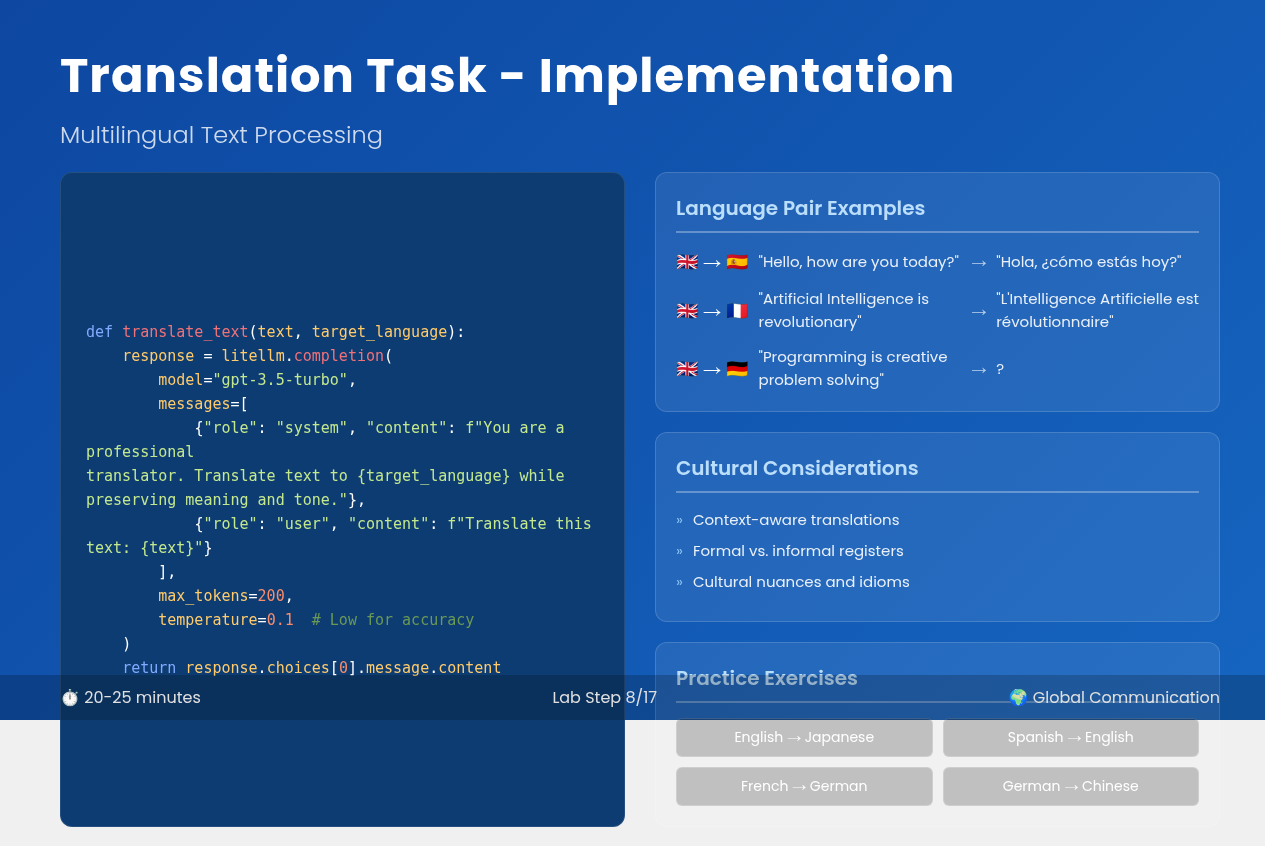 Translation Task - Implementation
Multilingual Text Processing
def translate_text(text, target_language):
    response = litellm.completion(
        model="gpt-3.5-turbo",
        messages=[
            {"role": "system", "content": f"You are a
professional
translator. Translate text to {target_language} while
preserving meaning and tone."},
            {"role": "user", "content": f"Translate this
text: {text}"}
        ],
        max_tokens=200,
        temperature=0.1  # Low for accuracy
    )
    return response.choices[0].message.content
Language Pair Examples
🇬🇧 → 🇪🇸 "Hello, how are you today?" → "Hola, ¿cómo estás hoy?"
🇬🇧 → 🇫🇷 "Artificial Intelligence is
revolutionary" → "L'Intelligence Artificielle est
révolutionnaire"
🇬🇧 → 🇩🇪 "Programming is creative
problem solving" → ?
Cultural Considerations
» Context-aware translations
» Formal vs. informal registers
» Cultural nuances and idioms
Practice Exercises
English → Japanese
Spanish → English
French → German
German → Chinese
⏱️ 20-25 minutes
Lab Step 8/17
🌍 Global Communication